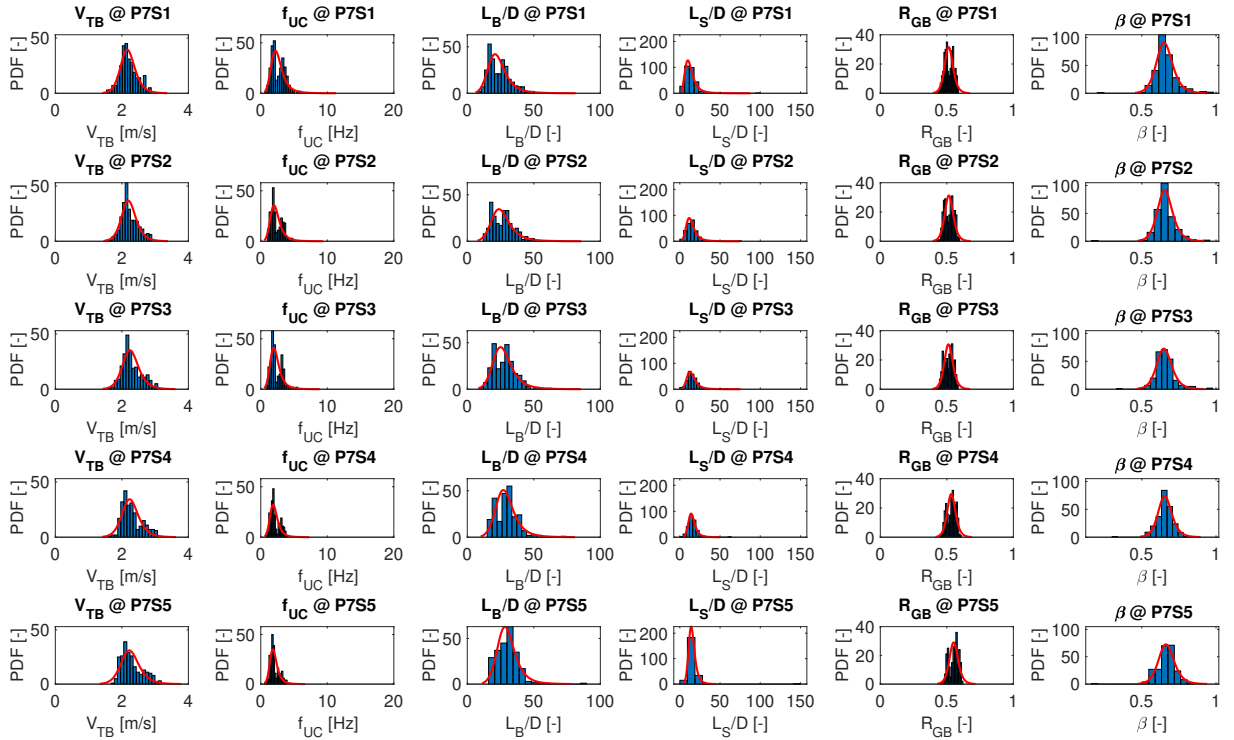 V_TB @ P7S1
PDF [-]
50
0
0 2 4
V_TB [m/s]
f_UC @ P7S1
PDF [-]
50
0
0 10 20
f_UC [Hz]
L_B/D @ P7S1
PDF [-]
50
0
0 50 100
L_B/D [-]
L_S/D @ P7S1
PDF [-]
200
100
0
0 50 100 150
L_S/D [-]
R_GB @ P7S1
PDF [-]
40
20
0
0 0.5 1
R_GB [-]
β @ P7S1
PDF [-]
100
50
0
0.5 1
β [-]
V_TB @ P7S2
PDF [-]
50
0
0 2 4
V_TB [m/s]
f_UC @ P7S2
PDF [-]
50
0
0 10 20
f_UC [Hz]
L_B/D @ P7S2
PDF [-]
50
0
0 50 100
L_B/D [-]
L_S/D @ P7S2
PDF [-]
200
100
0
0 50 100 150
L_S/D [-]
R_GB @ P7S2
PDF [-]
40
20
0
0 0.5 1
R_GB [-]
β @ P7S2
PDF [-]
100
50
0
0.5 1
β [-]
V_TB @ P7S3
PDF [-]
50
0
0 2 4
V_TB [m/s]
f_UC @ P7S3
PDF [-]
50
0
0 10 20
f_UC [Hz]
L_B/D @ P7S3
PDF [-]
50
0
0 50 100
L_B/D [-]
L_S/D @ P7S3
PDF [-]
200
100
0
0 50 100 150
L_S/D [-]
R_GB @ P7S3
PDF [-]
40
20
0
0 0.5 1
R_GB [-]
β @ P7S3
PDF [-]
100
50
0
0.5 1
β [-]
V_TB @ P7S4
PDF [-]
50
0
0 2 4
V_TB [m/s]
f_UC @ P7S4
PDF [-]
50
0
0 10 20
f_UC [Hz]
L_B/D @ P7S4
PDF [-]
50
0
0 50 100
L_B/D [-]
L_S/D @ P7S4
PDF [-]
200
100
0
0 50 100 150
L_S/D [-]
R_GB @ P7S4
PDF [-]
40
20
0
0 0.5 1
R_GB [-]
β @ P7S4
PDF [-]
100
50
0
0.5 1
β [-]
V_TB @ P7S5
PDF [-]
50
0
0 2 4
V_TB [m/s]
f_UC @ P7S5
PDF [-]
50
0
0 10 20
f_UC [Hz]
L_B/D @ P7S5
PDF [-]
50
0
0 50 100
L_B/D [-]
L_S/D @ P7S5
PDF [-]
200
100
0
0 50 100 150
L_S/D [-]
R_GB @ P7S5
PDF [-]
40
20
0
0 0.5 1
R_GB [-]
β @ P7S5
PDF [-]
100
50
0
0.5 1
β [-]